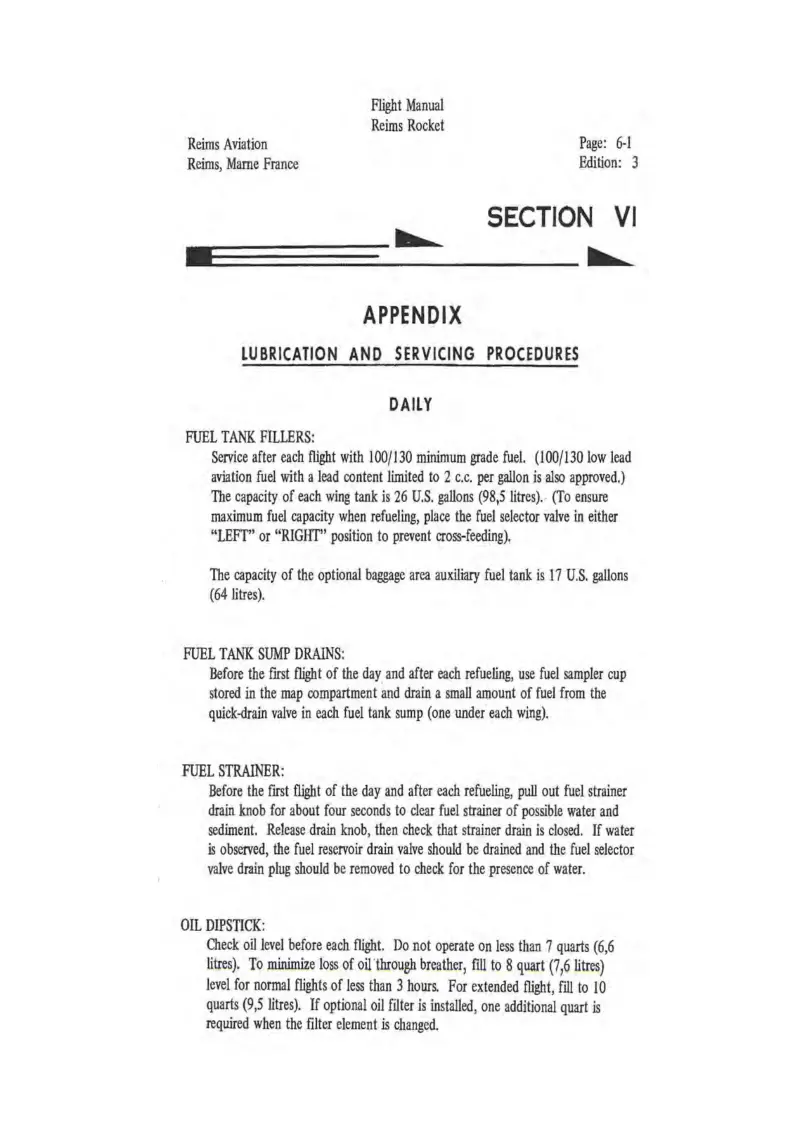 Flight Manual
Reims Rocket
Reims Aviation
Reims, Marne France
Page: 6-1
Edition: 3
SECTION VI
APPENDIX
LUBRICATION AND SERVICING PROCEDURES
DAILY
FUEL TANK FILLERS:
Service after each flight with 100/130 minimum grade fuel. (100/130 low lead
aviation fuel with a lead content limited to 2 c.c. per gallon is also approved.)
The capacity of each wing tank is 26 U.S. gallons (98,5 litres). (To ensure
maximum fuel capacity when refueling, place the fuel selector valve in either
“LEFT” or “RIGHT” position to prevent cross-feeding).
The capacity of the optional baggage area auxiliary fuel tank is 17 U.S. gallons
(64 litres).
FUEL TANK SUMP DRAINS:
Before the first flight of the day and after each refueling, use fuel sampler cup
stored in the map compartment and drain a small amount of fuel from the
quick-drain valve in each fuel tank sump (one under each wing).
FUEL STRAINER:
Before the first flight of the day and after each refueling, pull out fuel strainer
drain knob for about four seconds to clear fuel strainer of possible water and
sediment. Release drain knob, then check that strainer drain is closed. If water
is observed, the fuel reservoir drain valve should be drained and the fuel selector
valve drain plug should be removed to check for the presence of water.
OIL DIPSTICK:
Check oil level before each flight. Do not operate on less than 7 quarts (6,6
litres). To minimize loss of oil through breather, fill to 8 quart (7,6 litres)
level for normal flights of less than 3 hours. For extended flight, fill to 10
quarts (9,5 litres). If optional oil filter is installed, one additional quart is
required when the filter element is changed.